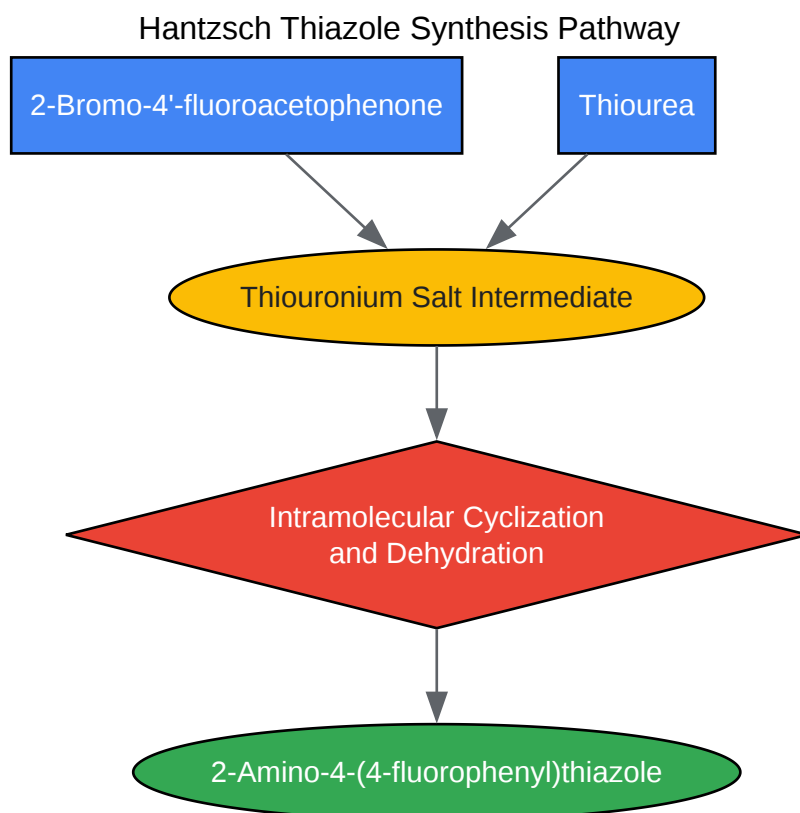 Hantzsch Thiazole Synthesis Pathway
2-Bromo-4'-fluoroacetophenone
Thiourea
Thiouronium Salt Intermediate
Intramolecular Cyclization
and Dehydration
2-Amino-4-(4-fluorophenyl)thiazole